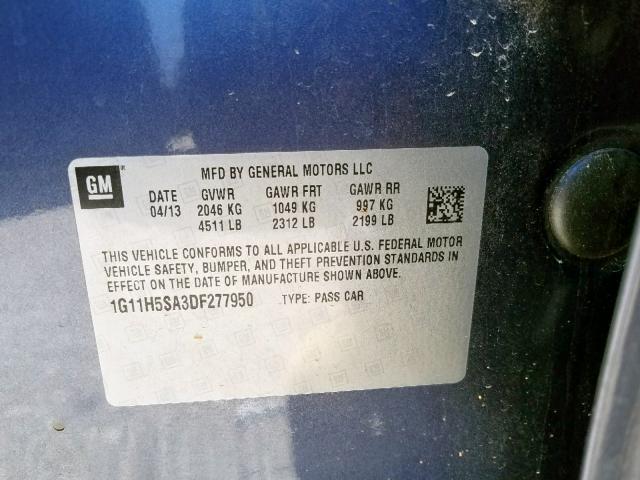 GM
MFD BY GENERAL MOTORS LLC
DATE GVWR GAWR FRT GAWR RR
04/13 2046 KG 1049 KG 997 KG
4511 LB 2312 LB 2199 LB
THIS VEHICLE CONFORMS TO ALL APPLICABLE U.S. FEDERAL MOTOR
VEHICLE SAFETY, BUMPER, AND THEFT PREVENTION STANDARDS IN
EFFECT ON THE DATE OF MANUFACTURE SHOWN ABOVE.
1G11H5SA3DF277950 TYPE: PASS CAR